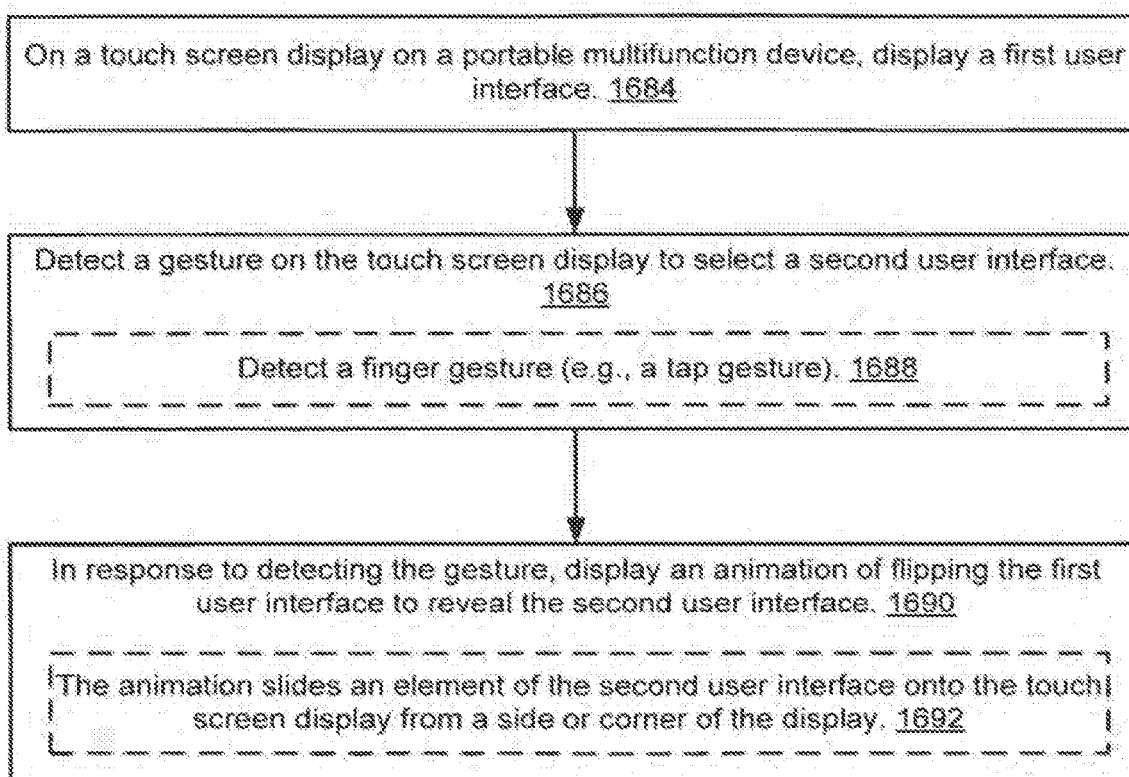 On a touch screen display on a portable multifunction device, display a first user
interface. 1684
Detect a gesture on the touch screen display to select a second user interface.
1686
Detect a finger gesture (e.g., a tap gesture). 1688
In response to detecting the gesture, display an animation of flipping the first
user interface to reveal the second user interface. 1690
The animation slides an element of the second user interface onto the touch
screen display from a side or corner of the display. 1692